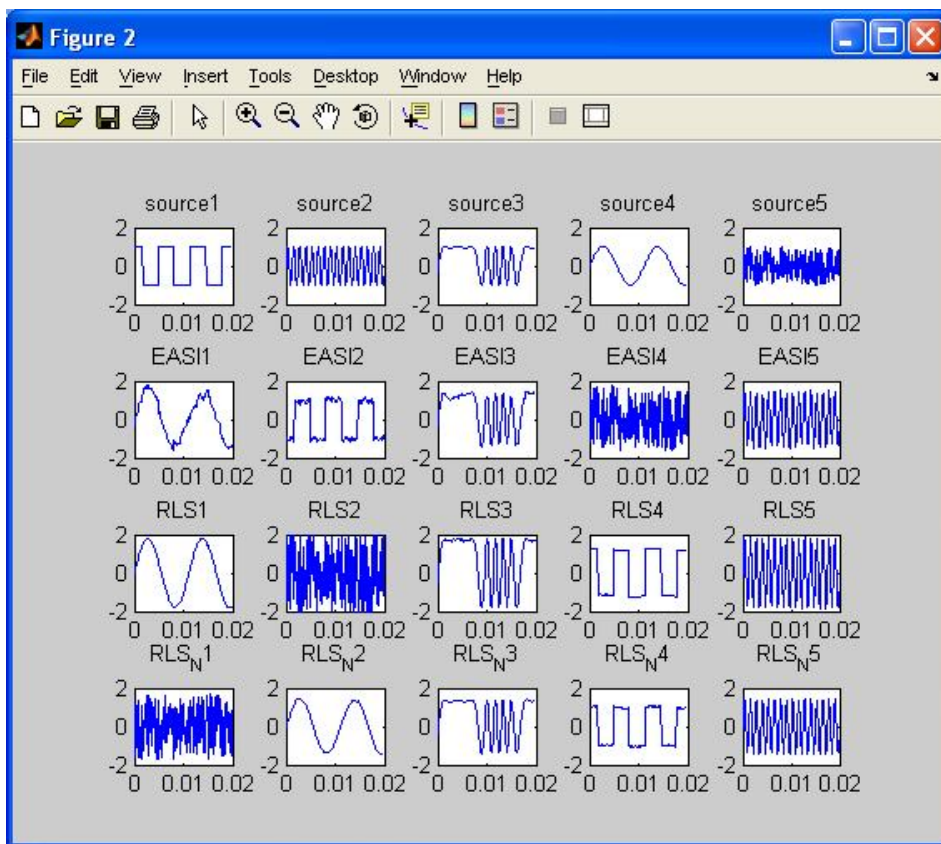 Figure 2
File Edit View Insert Tools Desktop Window Help
source1 source2 source3 source4 source5
2 2 2 2 2
0 0 0 0 0
-2 -2 -2 -2 -2
0 0.01 0.02 0 0.01 0.02 0 0.01 0.02 0 0.01 0.02 0 0.01 0.02
EASI1 EASI2 EASI3 EASI4 EASI5
2 2 2 2 2
0 0 0 0 0
-2 -2 -2 -2 -2
0 0.01 0.02 0 0.01 0.02 0 0.01 0.02 0 0.01 0.02 0 0.01 0.02
RLS1 RLS2 RLS3 RLS4 RLS5
2 2 2 2 2
0 0 0 0 0
-2 -2 -2 -2 -2
0 0.01 0.02 0 0.01 0.02 0 0.01 0.02 0 0.01 0.02 0 0.01 0.02
RLS_N1 RLS_N2 RLS_N3 RLS_N4 RLS_N5
2 2 2 2 2
0 0 0 0 0
-2 -2 -2 -2 -2
0 0.01 0.02 0 0.01 0.02 0 0.01 0.02 0 0.01 0.02 0 0.01 0.02